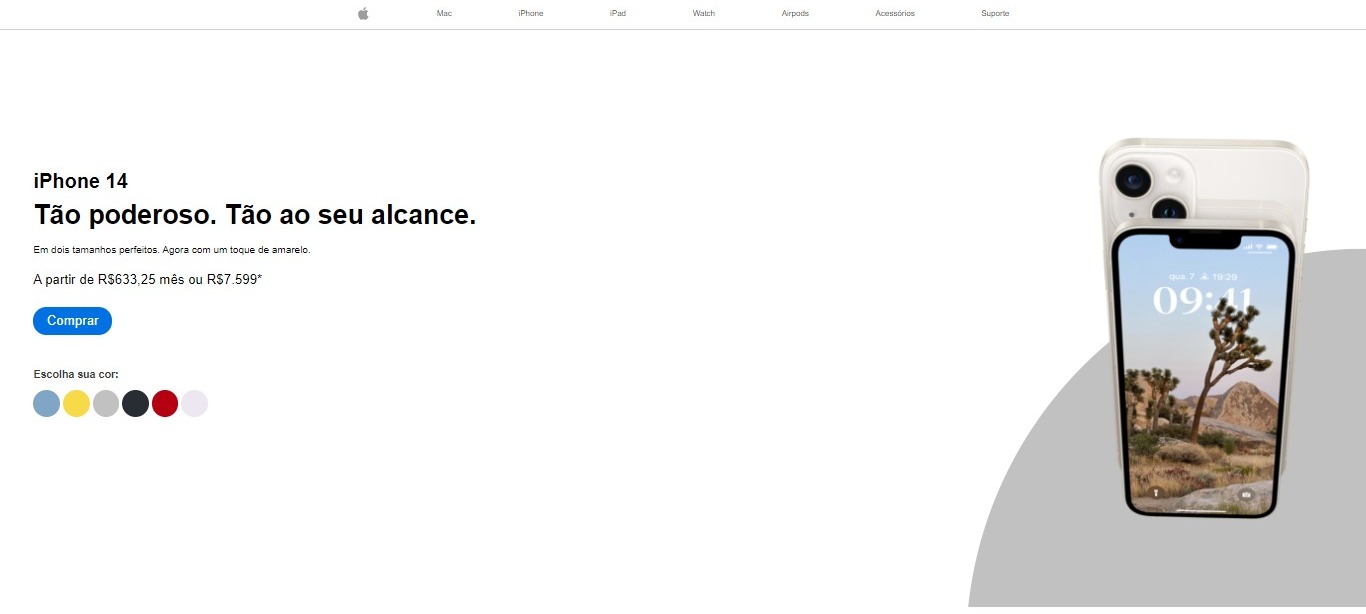 Mac iPhone iPad Watch Airpods Acessórios Suporte
iPhone 14
Tão poderoso. Tão ao seu alcance.
Em dois tamanhos perfeitos. Agora com um toque de amarelo.
A partir de R$633,25 mês ou R$7.599*
Comprar
Escolha sua cor:
qua. 7 19:29
09:41